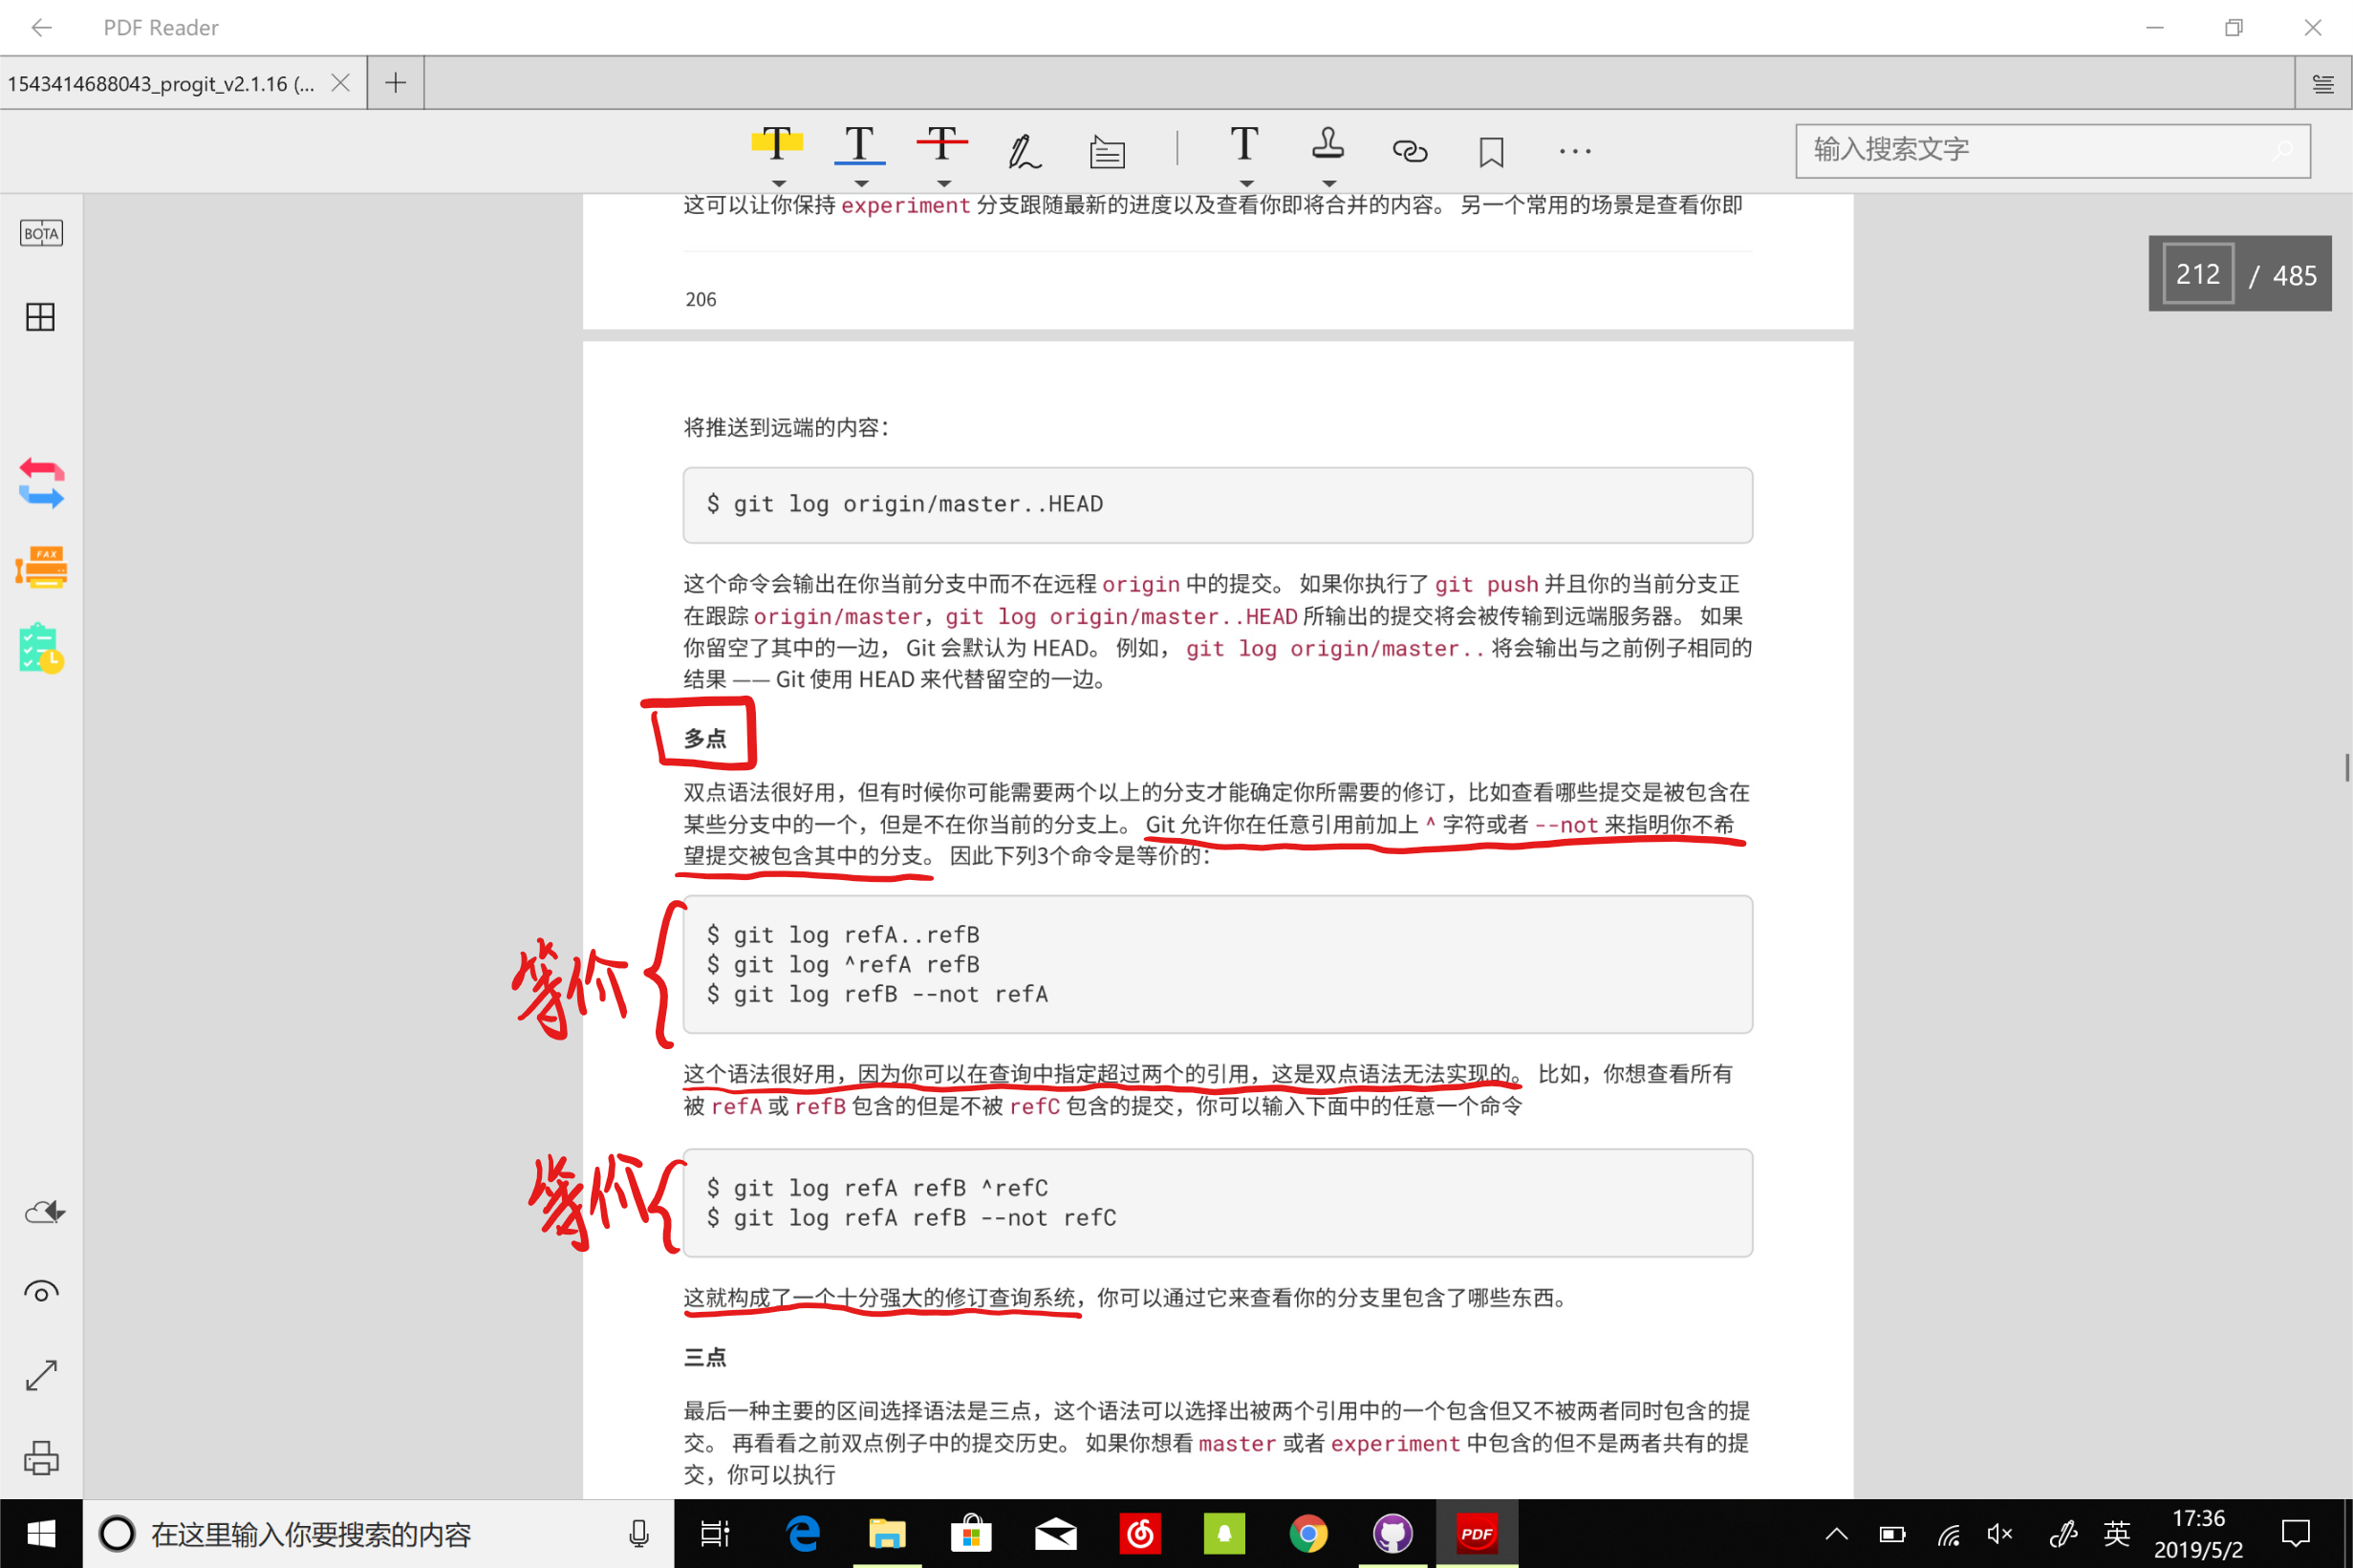 PDF Reader
1543414688043_progit_v2.1.16 (...
T T T T
输入搜索文字
BOTA
FAX
212 / 485
这可以让你保持 experiment 分支跟随最新的进度以及查看你即将合并的内容。 另一个常用的场景是查看你即
206
将推送到远端的内容：
$ git log origin/master..HEAD
这个命令会输出在你当前分支中而不在远程 origin 中的提交。 如果你执行了 git push 并且你的当前分支正
在跟踪 origin/master，git log origin/master..HEAD 所输出的提交将会被传输到远端服务器。 如果
你留空了其中的一边， Git 会默认为 HEAD。 例如， git log origin/master.. 将会输出与之前例子相同的
结果 —— Git 使用 HEAD 来代替留空的一边。
多点
双点语法很好用，但有时候你可能需要两个以上的分支才能确定你所需要的修订，比如查看哪些提交是被包含在
某些分支中的一个，但是不在你当前的分支上。 Git 允许你在任意引用前加上 ^ 字符或者 --not 来指明你不希
望提交被包含其中的分支。 因此下列3个命令是等价的：
等价
$ git log refA..refB
$ git log ^refA refB
$ git log refB --not refA
这个语法很好用，因为你可以在查询中指定超过两个的引用，这是双点语法无法实现的。 比如，你想查看所有
被 refA 或 refB 包含的但是不被 refC 包含的提交，你可以输入下面中的任意一个命令
等价
$ git log refA refB ^refC
$ git log refA refB --not refC
这就构成了一个十分强大的修订查询系统，你可以通过它来查看你的分支里包含了哪些东西。
三点
最后一种主要的区间选择语法是三点，这个语法可以选择出被两个引用中的一个包含但又不被两者同时包含的提
交。 再看看之前双点例子中的提交历史。 如果你想看 master 或者 experiment 中包含的但不是两者共有的提
交，你可以执行
在这里输入你要搜索的内容
PDF
英
17:36
2019/5/2